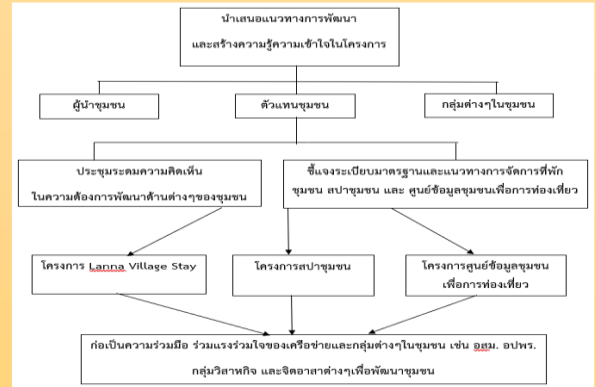 นำเสนอแนวทางการพัฒนา
และสร้างความรู้ความเข้าใจในโครงการ
ผู้นำชุมชน
ตัวแทนชุมชน
กลุ่มต่างๆในชุมชน
ประชุมระดมความคิดเห็น
ในความต้องการพัฒนาด้านต่างๆของชุมชน
ชี้แจงระเบียบมาตรฐานและแนวทางการจัดการที่พัก
ชุมชน สปาชุมชน และ ศูนย์ข้อมูลชุมชนเพื่อการท่องเที่ยว
โครงการ Lanna Village Stay
โครงการสปาชุมชน
โครงการศูนย์ข้อมูลชุมชน
เพื่อการท่องเที่ยว
ก่อเป็นความร่วมมือ ร่วมแรงร่วมใจของเครือข่ายและกลุ่มต่างๆในชุมชน เช่น อสม. อปพร.
กลุ่มวิสาหกิจ และจิตอาสาต่างๆเพื่อพัฒนาชุมชน